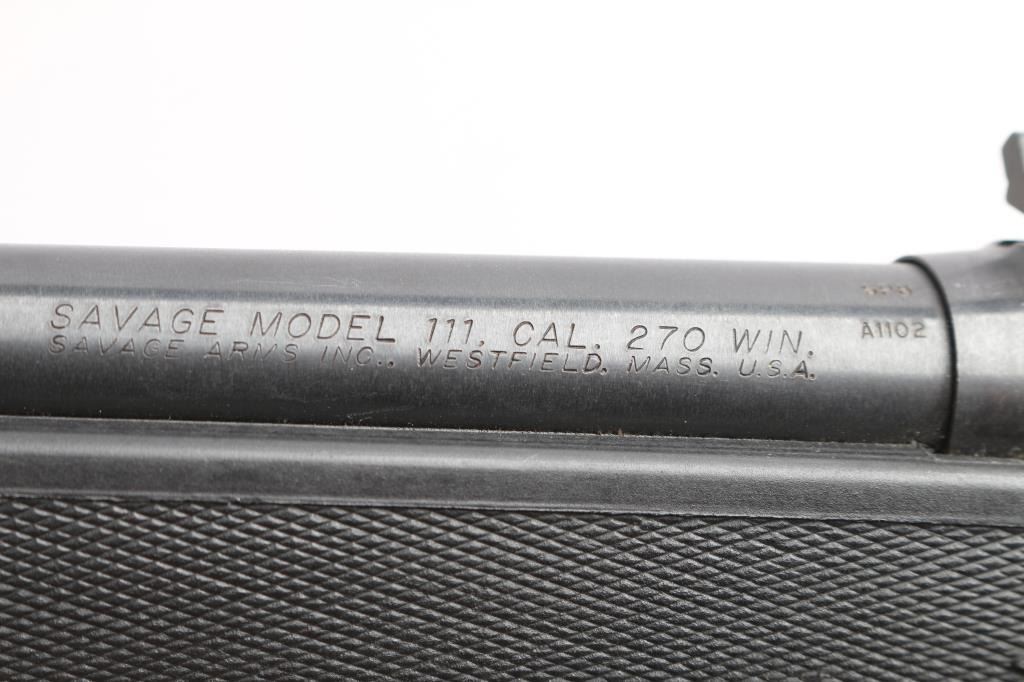 SAVAGE MODEL 111. CAL. 270 WIN.
SAVAGE ARMS INC., WESTFIELD, MASS. U.S.A.
A1102